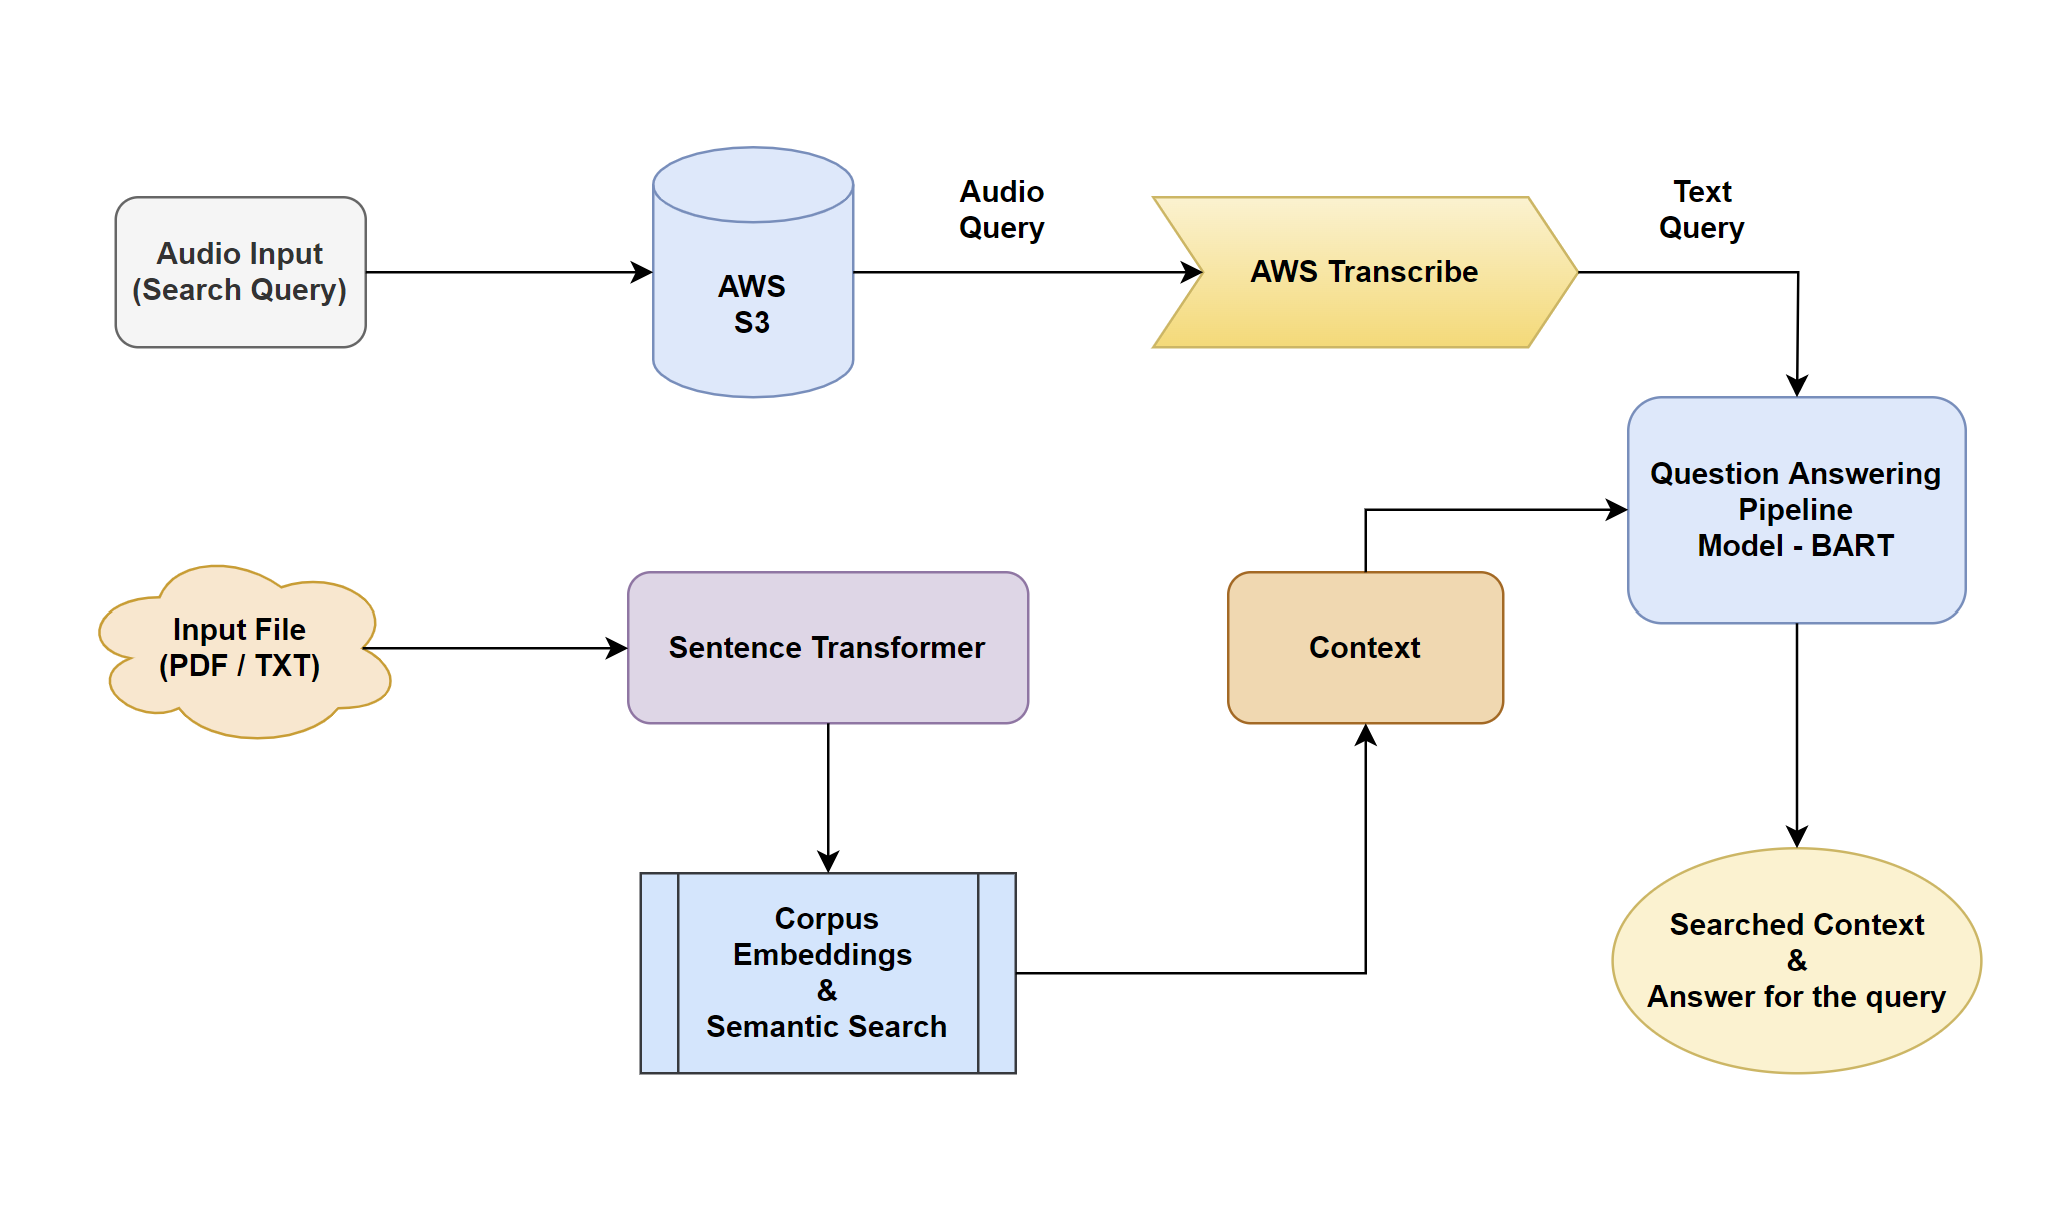 Audio Input
(Search Query)
AWS
S3
Audio
Query
AWS Transcribe
Text
Query
Question Answering
Pipeline
Model - BART
Input File
(PDF / TXT)
Sentence Transformer
Context
Corpus
Embeddings
&
Semantic Search
Searched Context
&
Answer for the query